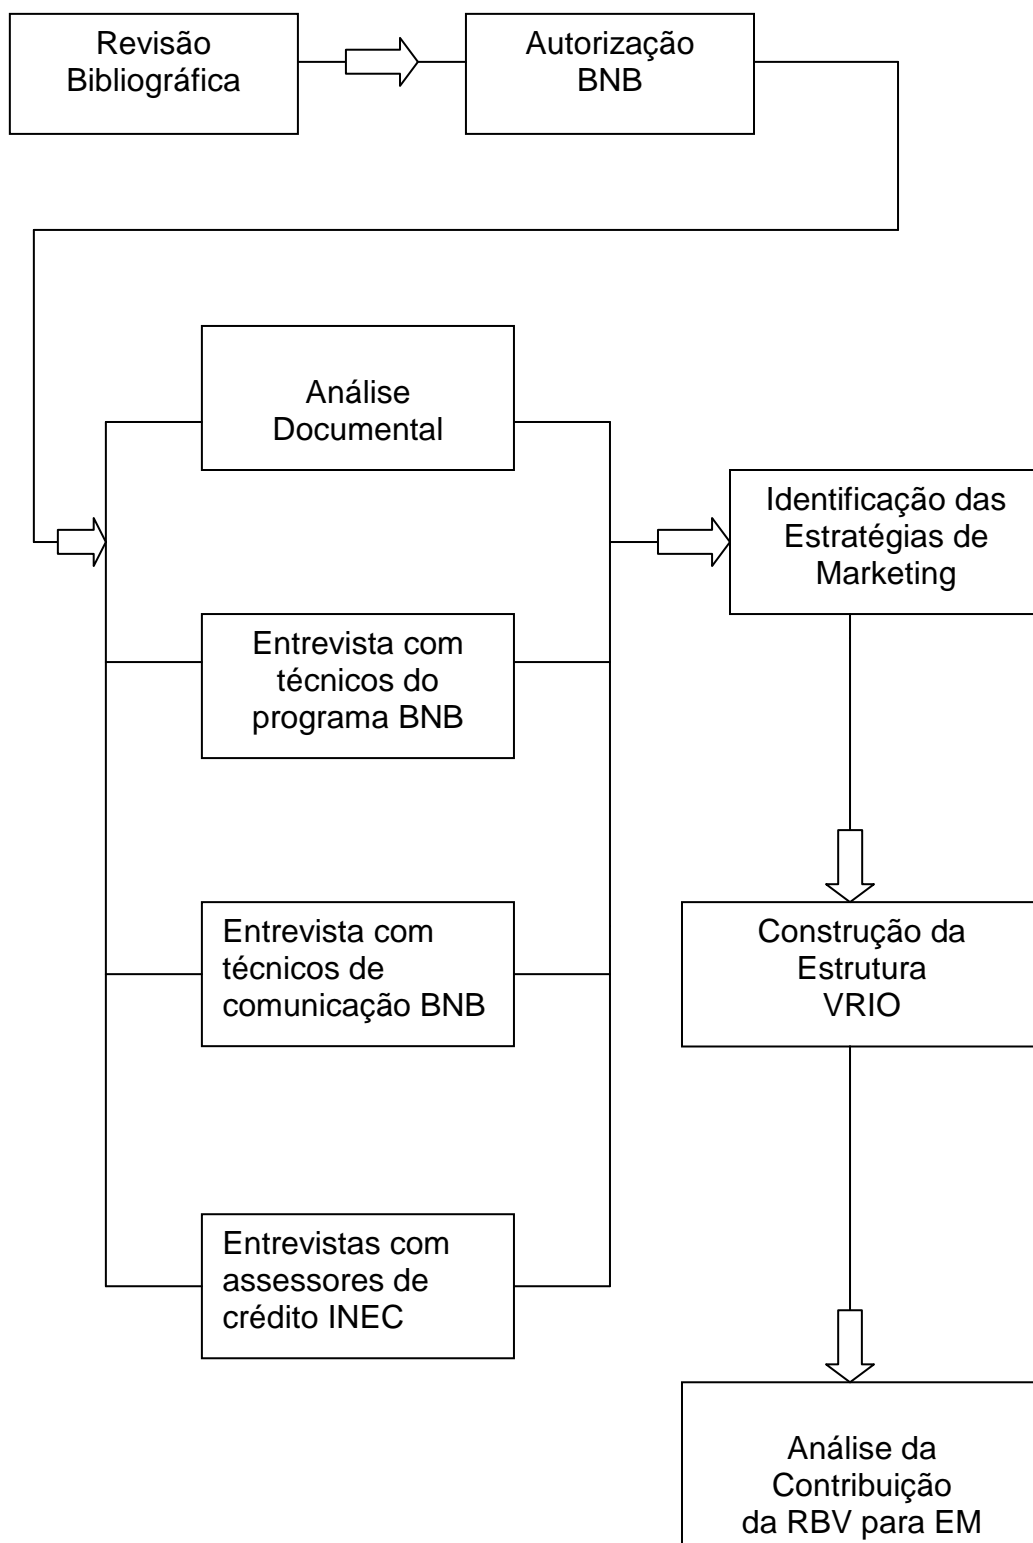 Revisão
Bibliográfica
Autorização
BNB
Análise
Documental
Entrevista com
técnicos do
programa BNB
Entrevista com
técnicos de
comunicação BNB
Entrevistas com
assessores de
crédito INEC
Identificação das
Estratégias de
Marketing
Construção da
Estrutura
VRIO
Análise da
Contribuição
da RBV para EM